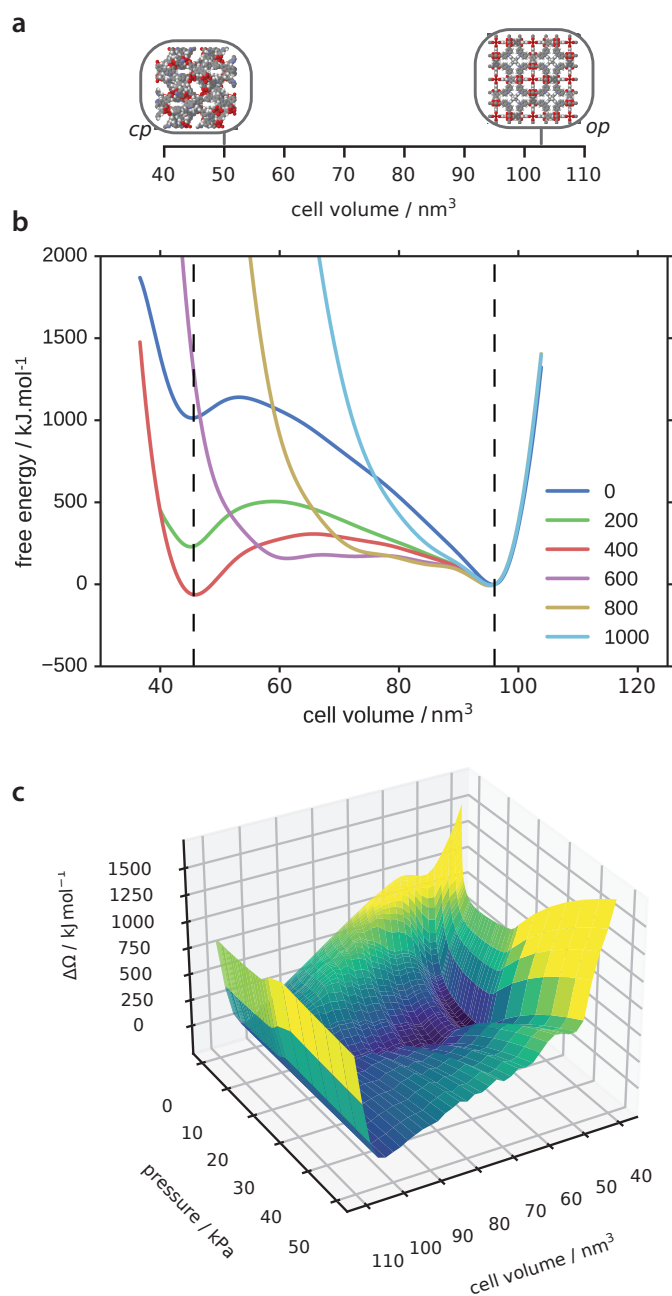 a
cp
op
40 50 60 70 80 90 100 110
cell volume / nm³
b
2000
1500
1000
500
0
−500
free energy / kJ.mol⁻¹
0
200
400
600
800
1000
40 60 80 100 120
cell volume / nm³
c
1500
1250
1000
750
500
250
0
ΔΩ / kJ mol⁻¹
0
10
20
30
40
50
pressure / kPa
110 100 90 80 70 60 50 40
cell volume / nm³